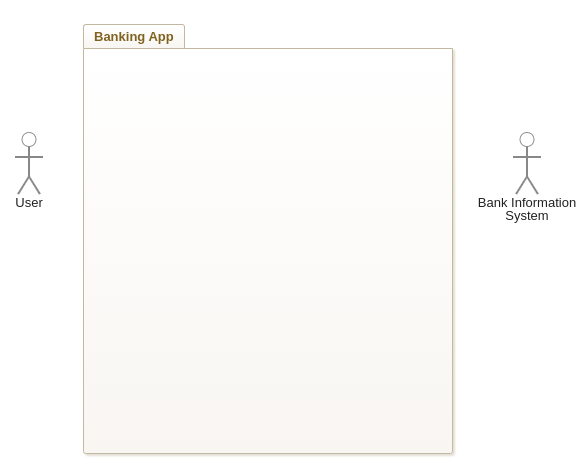 Banking App
User
Bank Information
System